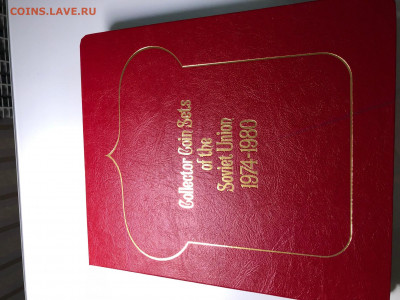 COINS.LAVE.RU
Collector Coin Sets
of the
Soviet Union
1974-1980